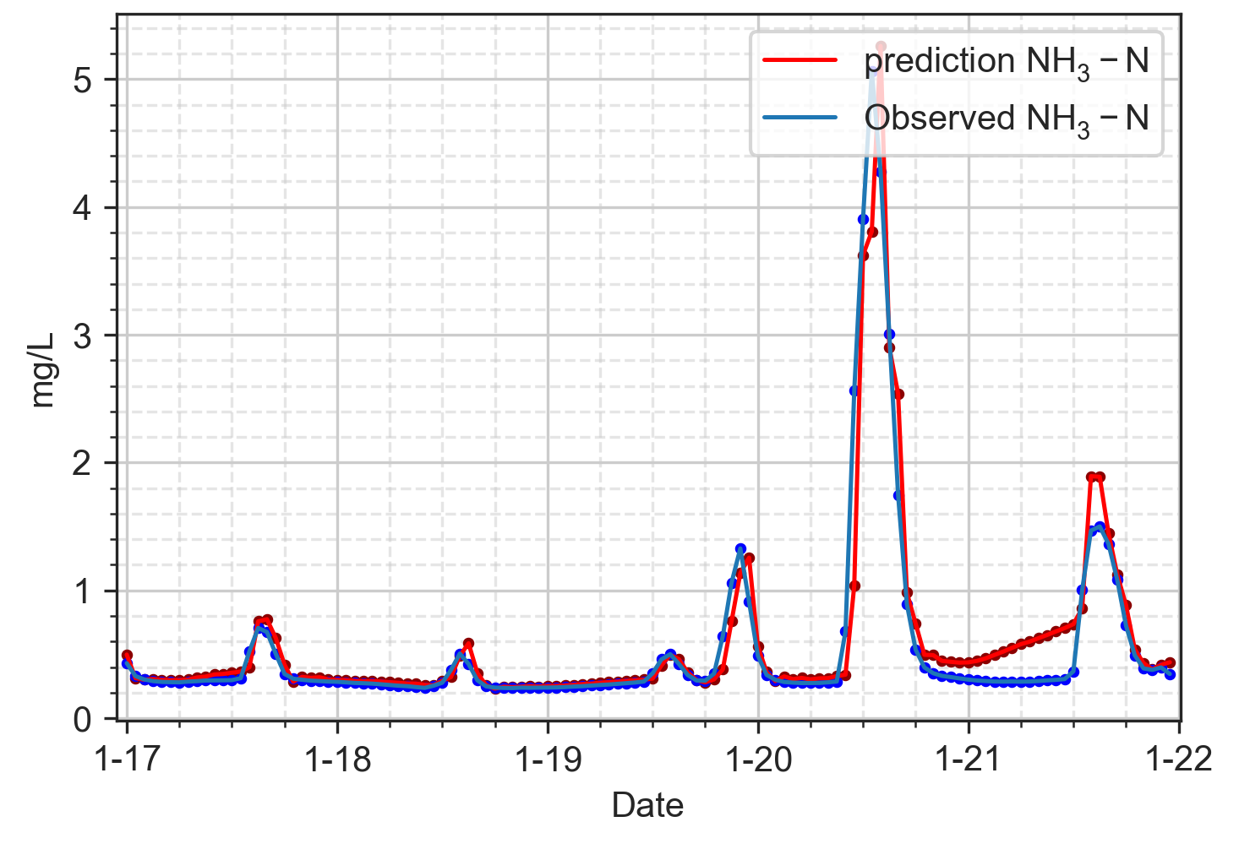 prediction NH₃ – N
Observed NH₃ – N
5
4
3
2
1
0
mg/L
1-17 1-18 1-19 1-20 1-21 1-22
Date